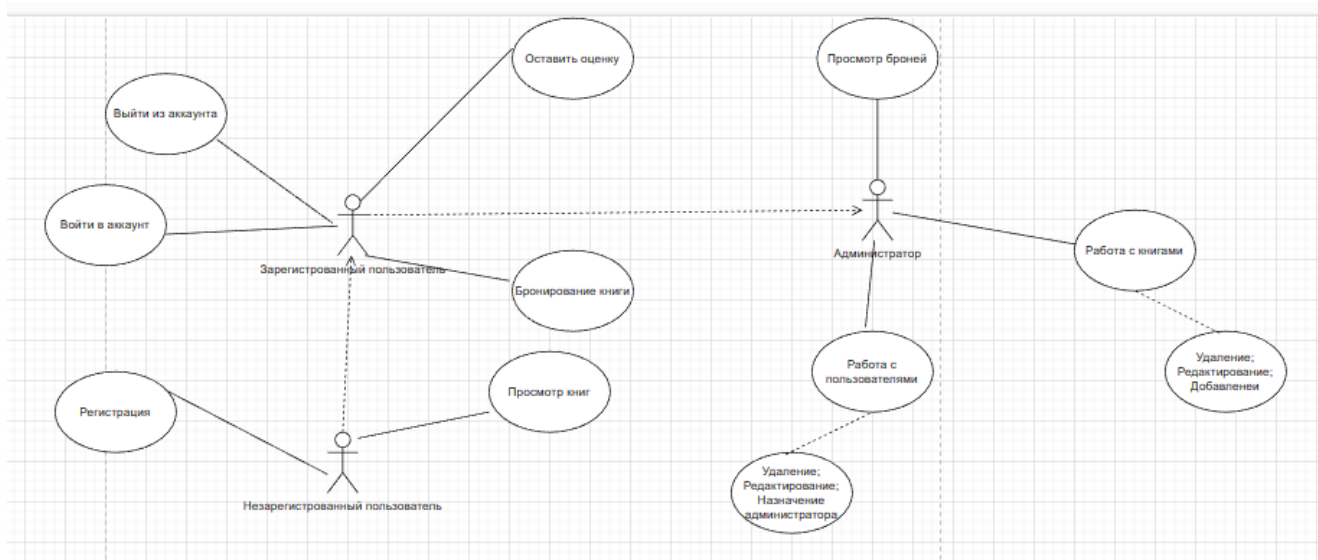 Оставить оценку
Просмотр броней
Выйти из аккаунта
Войти в аккаунт
Зарегистрованный пользователь
Администратор
Работа с книгами
Бронирование книги
Просмотр книг
Работа с
пользователями
Удаление;
Редактирование;
Добавленеи
Регистрация
Незарегистрованный пользователь
Удаление;
Редактирование;
Назначение
администратора